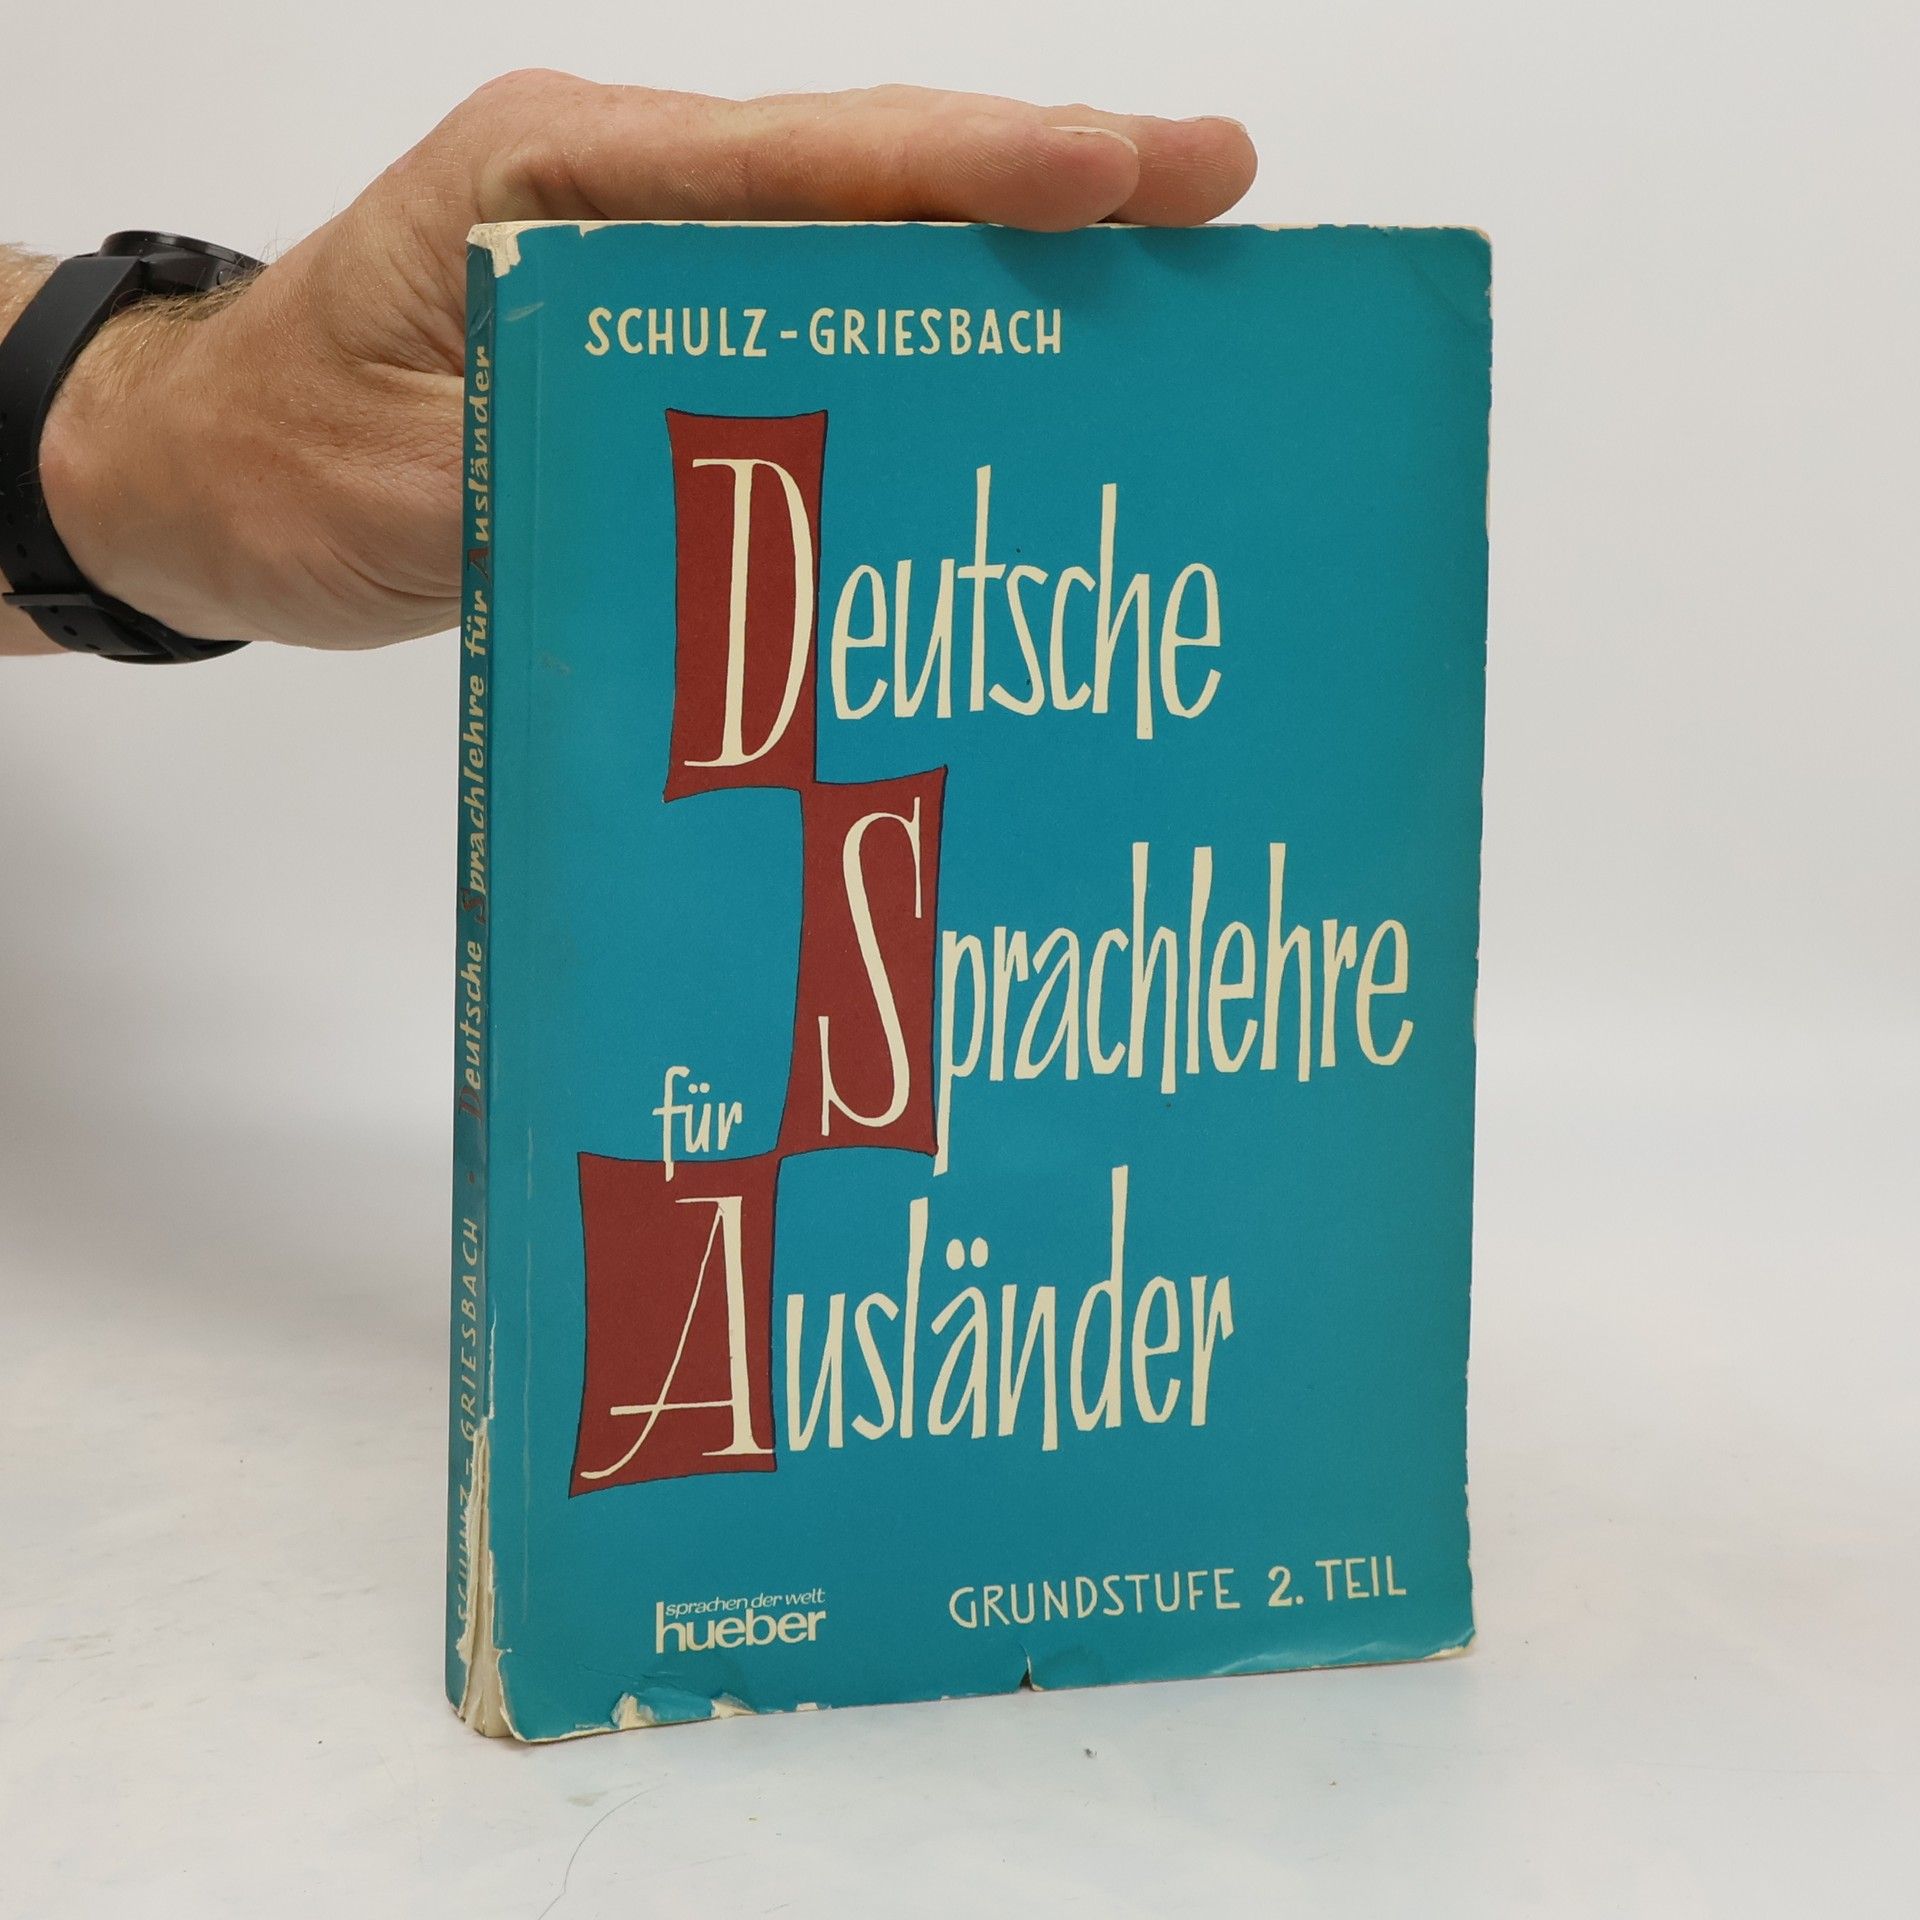 SCHULZ-GRIESBACH
Deutsche
Sprachlehre
für
Ausländer
GRUNDSTUFE 2. TEIL
sprachen der welt
hueber
SCHULZ-GRIESBACH · Deutsche Sprachlehre für Ausländer